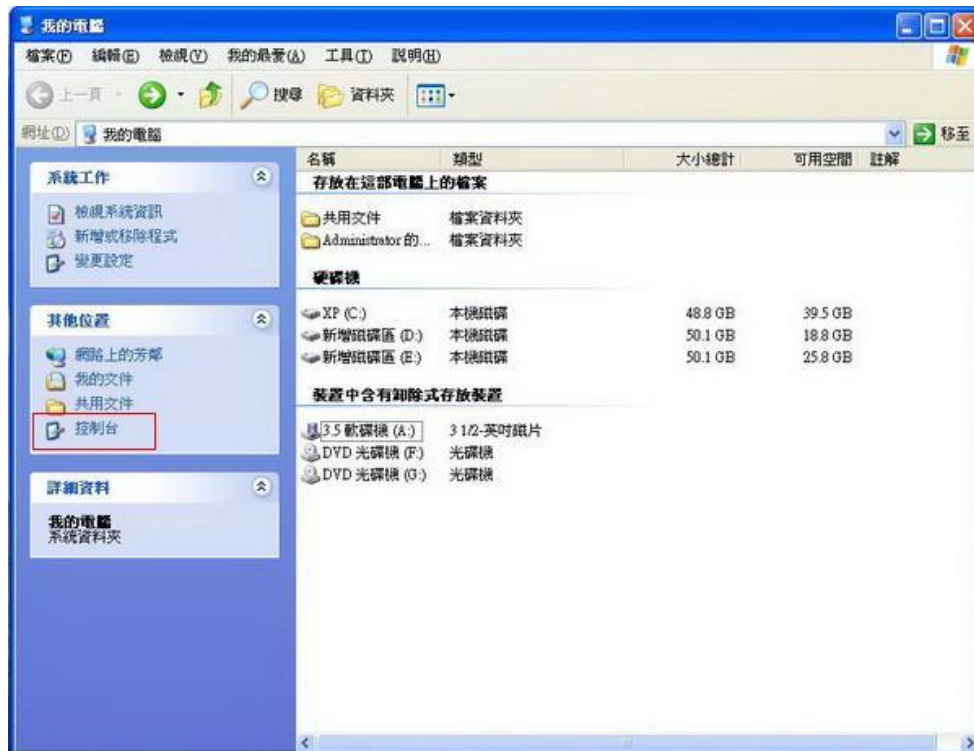 我的電腦
檔案(F) 編輯(E) 檢視(V) 我的最愛(A) 工具(T) 說明(H)
上一頁 搜尋 資料夾
網址(D) 我的電腦 移至
名稱 類型 大小總計 可用空間 註解
系統工作
檢視系統資訊
新增或移除程式
變更設定
其他位置
網路上的芳鄰
我的文件
共用文件
控制台
詳細資料
我的電腦
系統資料夾
存放在這部電腦上的檔案
共用文件 檔案資料夾
Administrator 的... 檔案資料夾
硬碟機
XP (C:) 本機磁碟 48.8 GB 39.5 GB
新增磁碟區 (D:) 本機磁碟 50.1 GB 18.8 GB
新增磁碟區 (E:) 本機磁碟 50.1 GB 25.8 GB
裝置中含有卸除式存放裝置
3.5 軟碟機 (A:) 3 1/2-英吋磁片
DVD 光碟機 (F:) 光碟機
DVD 光碟機 (G:) 光碟機